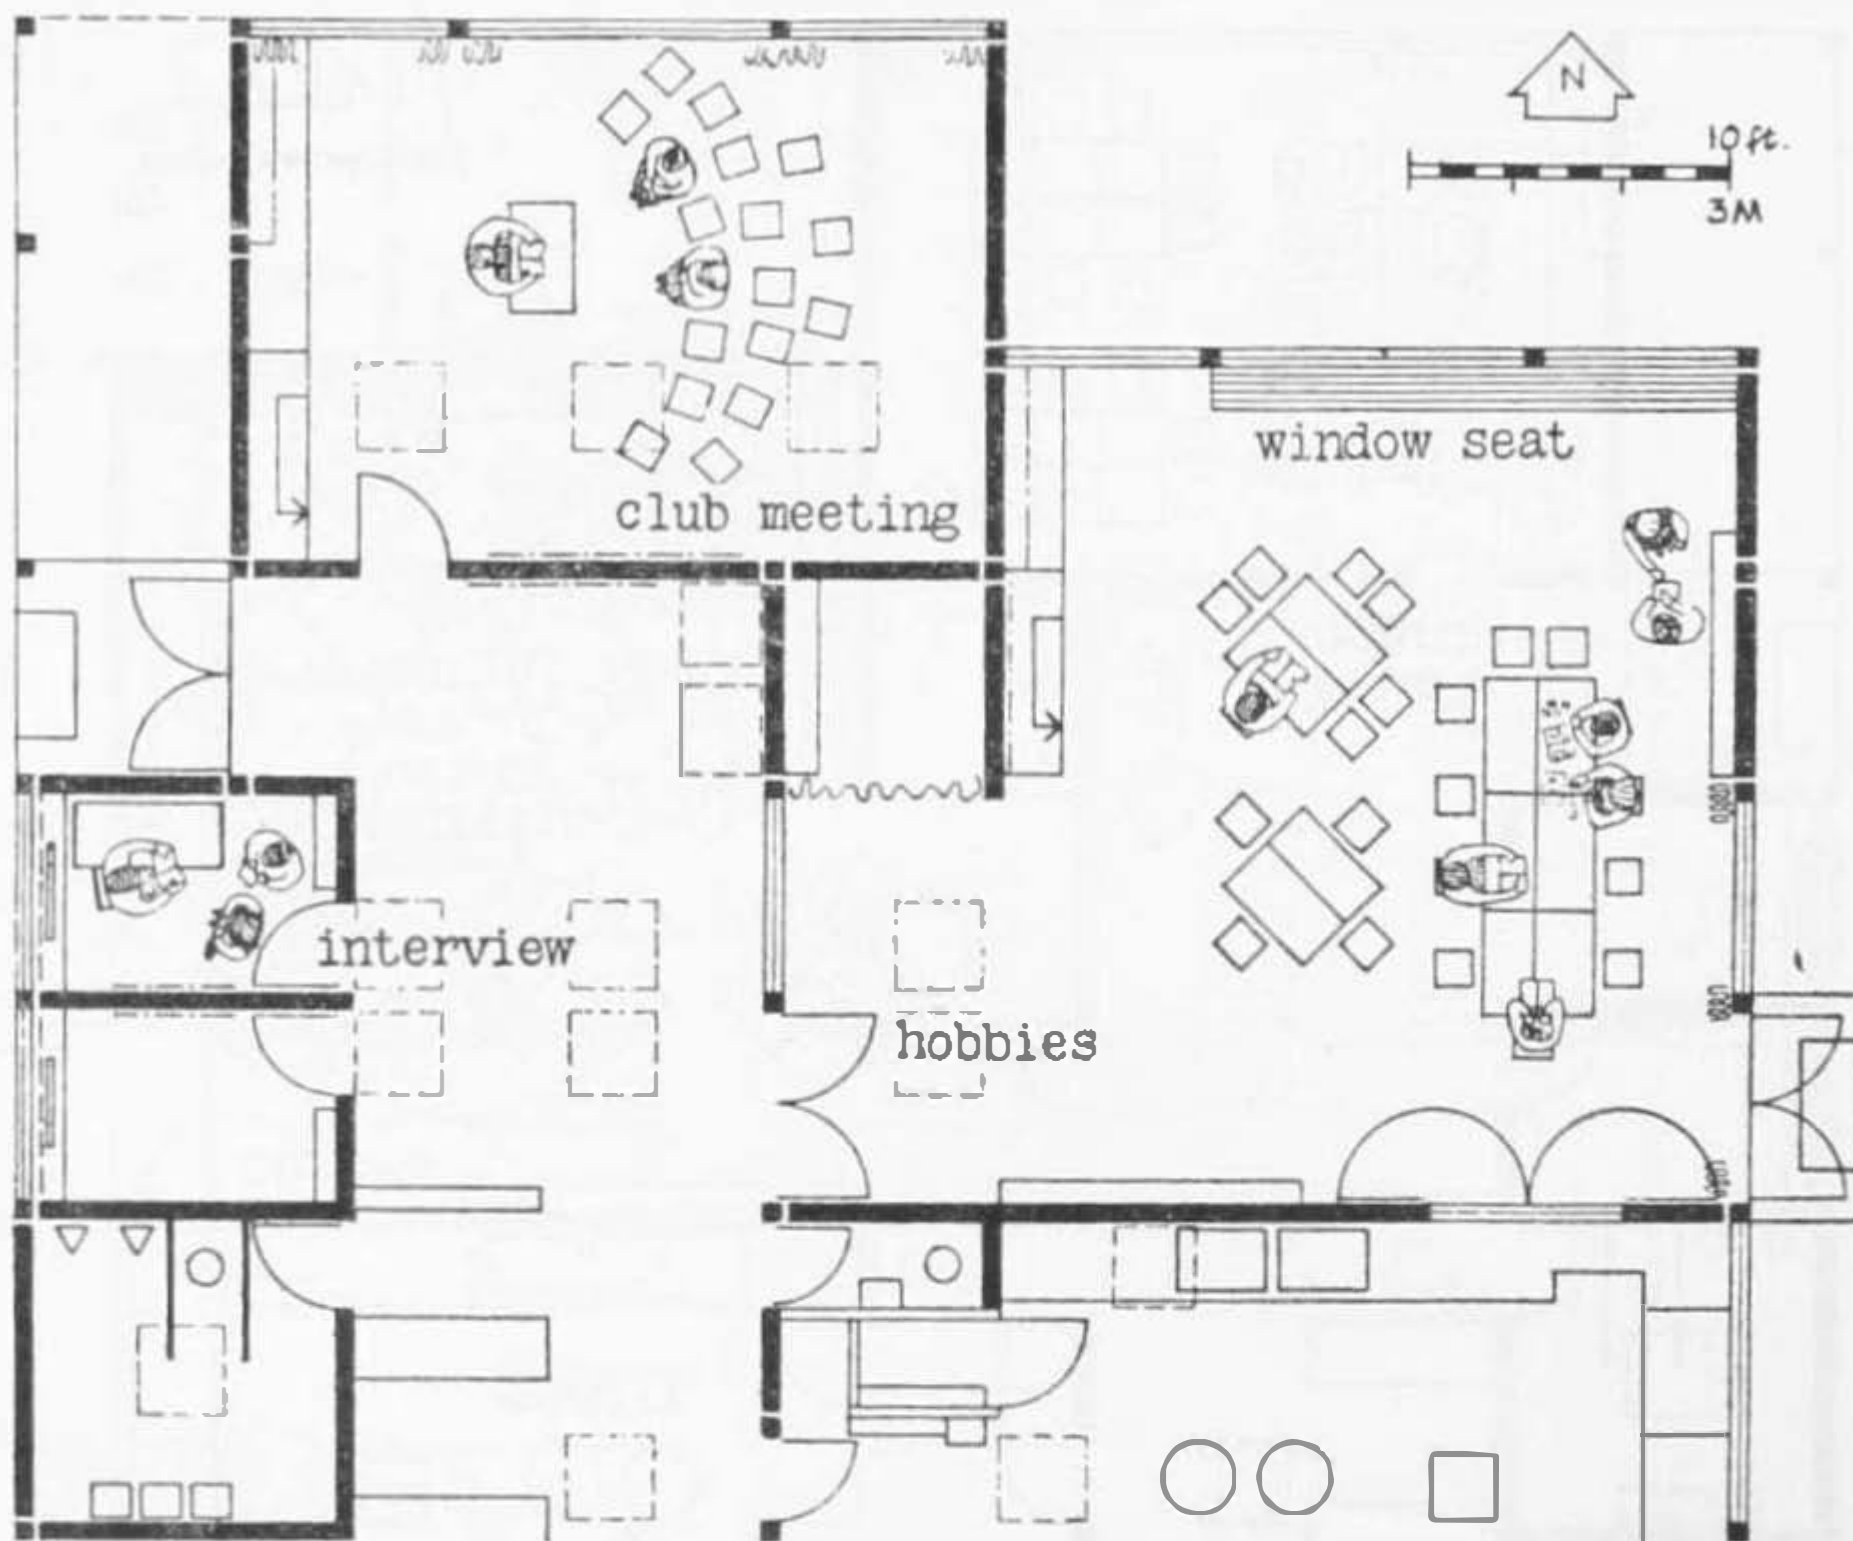 N
10 ft.
3M
window seat
club meeting
interview
hobbies